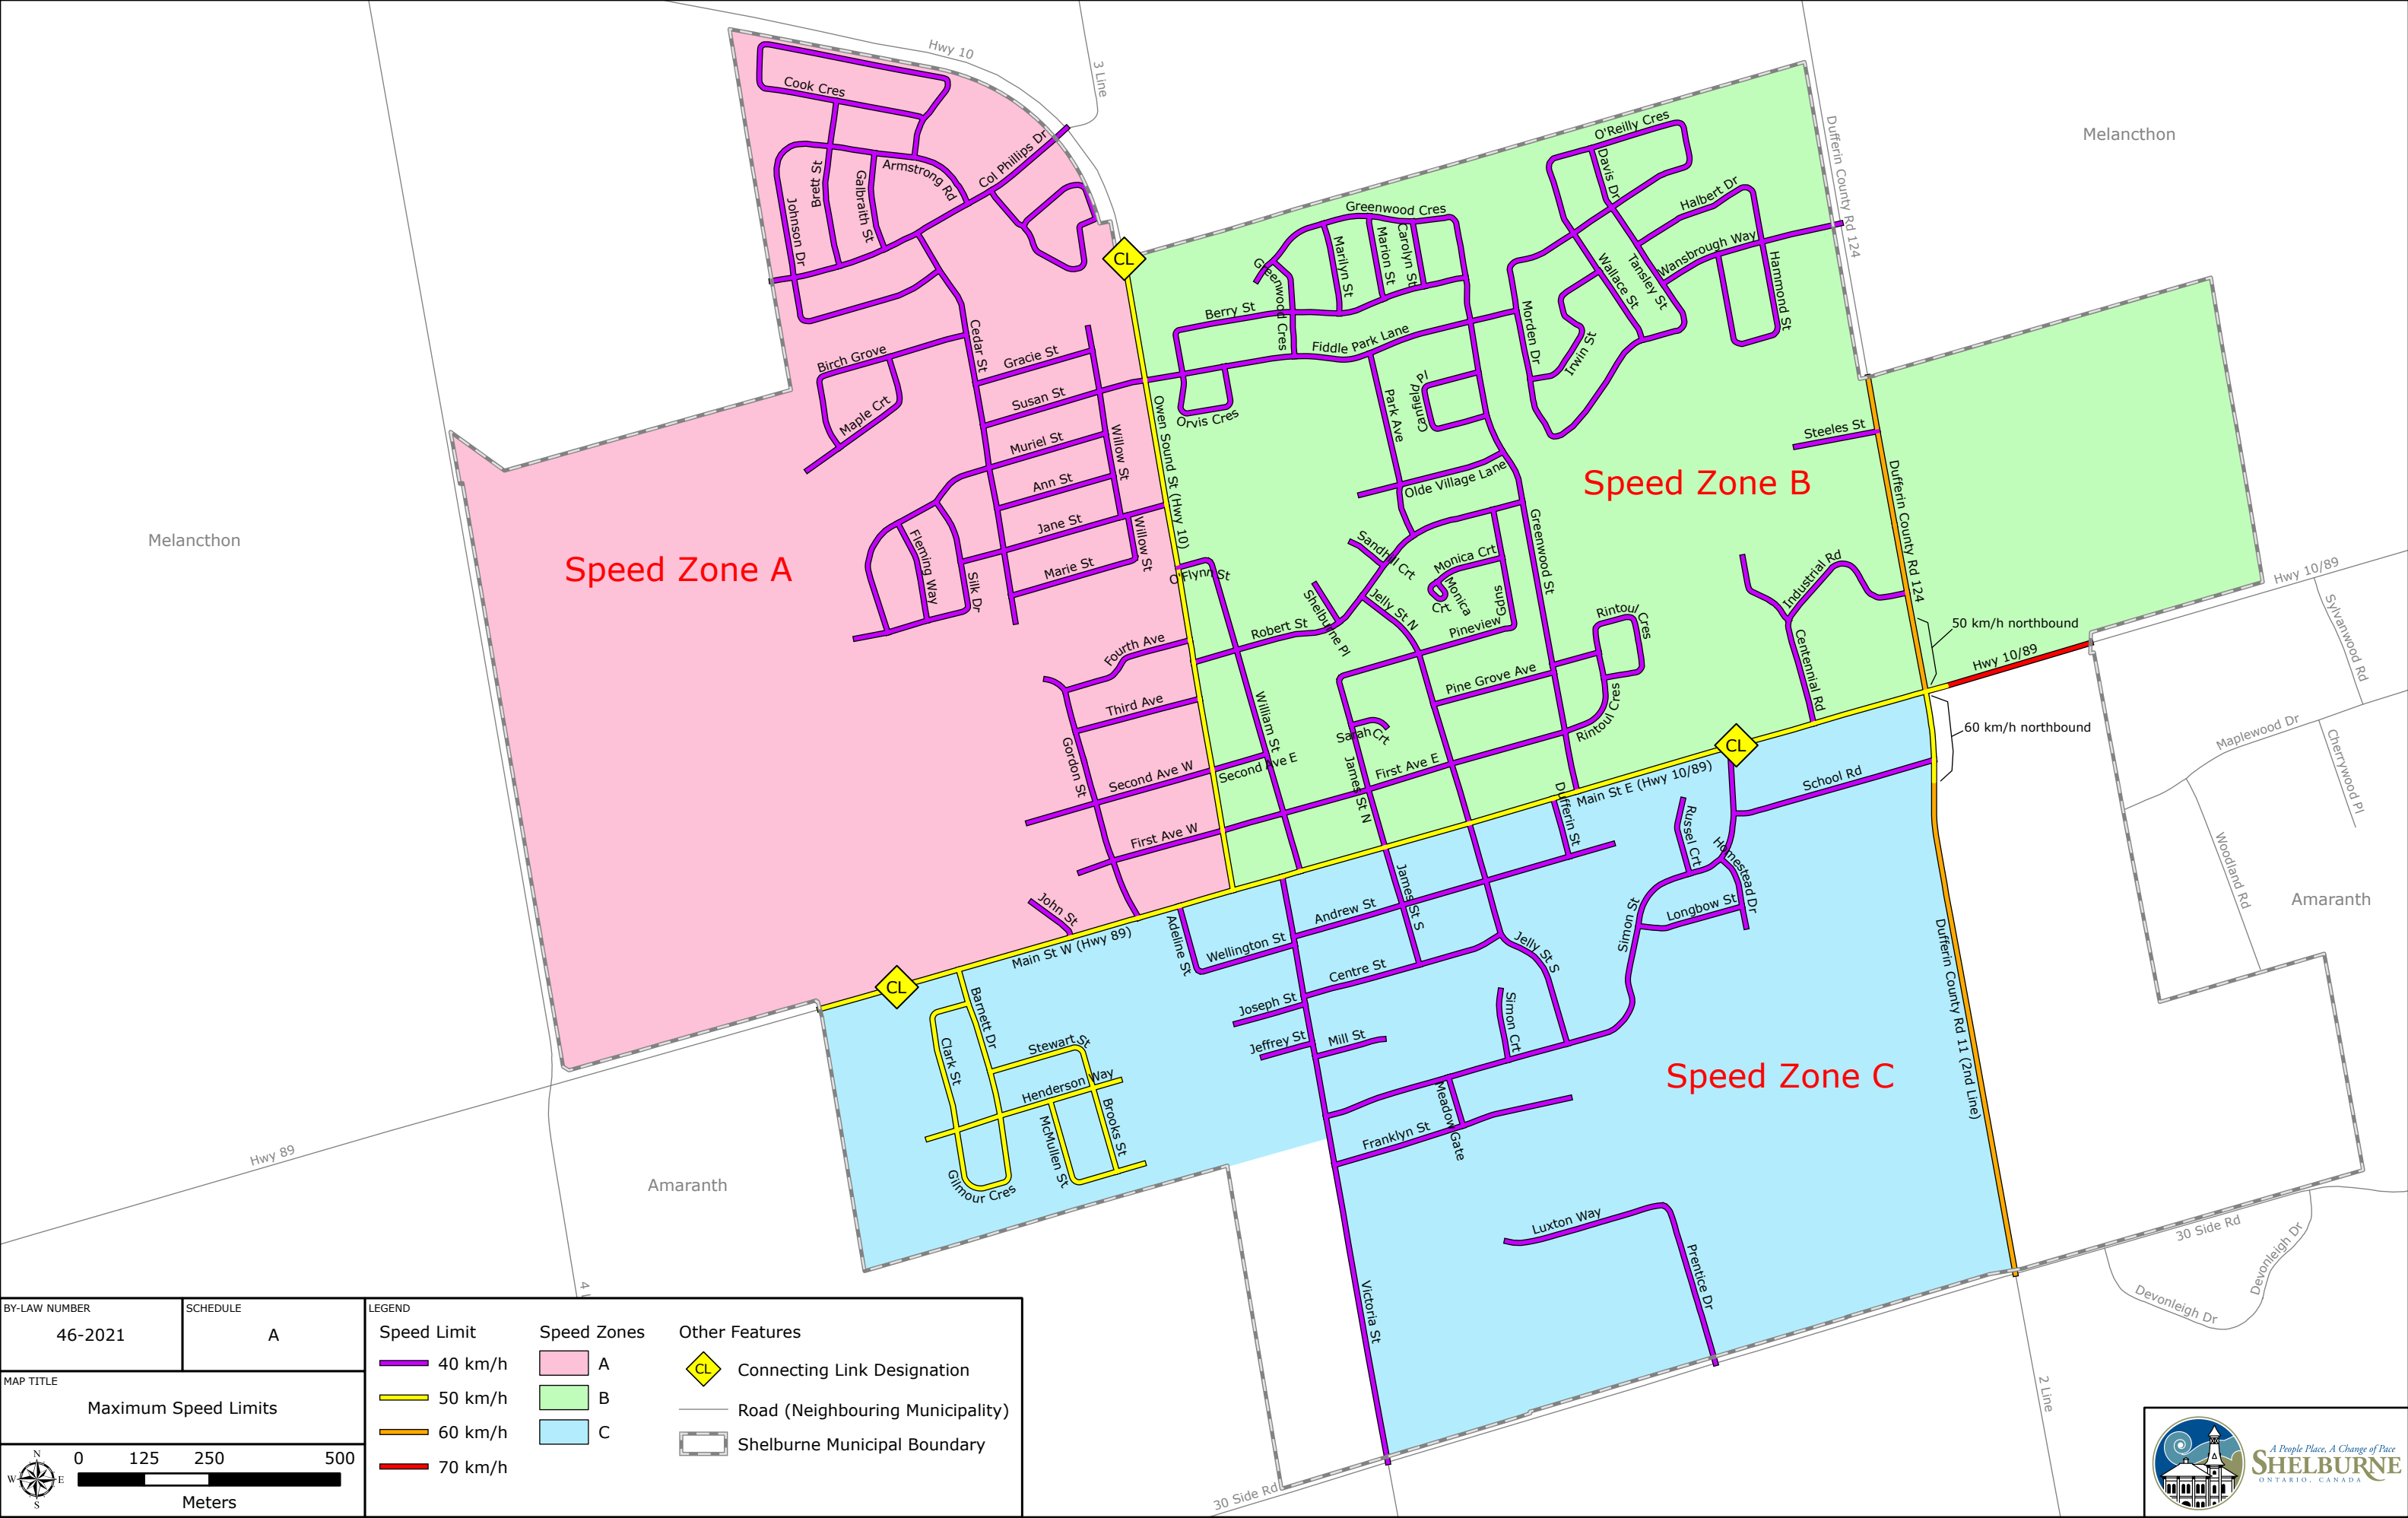 Hwy 10
3 Line
Cook Cres
Col Phillips Dr
Armstrong Rd
Brett St
Galbraith St
Johnson Dr
CL
O'Reilly Cres
Davis Dr
Halbert Dr
Dufferin County Rd 124
Melancthon
Greenwood Cres
Marilyn St
Marion St
Carolyn St
Wansbrough Way
Wallace St
Tansley St
Hammond St
Greenwood Cres
Berry St
Fiddle Park Lane
Morden Dr
Irwin St
Birch Grove
Cedar St
Gracie St
Maple Crt
Susan St
Orvis Cres
Park Ave
Canfield Pl
Muriel St
Willow St
Owen Sound St (Hwy 10)
Steeles St
Speed Zone B
Olde Village Lane
Ann St
Jane St
Willow St
Dufferin County Rd 124
Melancthon
Speed Zone A
Fleming Way
Silk Dr
Marie St
O'Flynn St
Sandhill Crt
Monica Crt
Monica
Crt
Gdns
Pineview
Greenwood St
Industrial Rd
Hwy 10/89
Sylvanwood Rd
Shelburne Pl
Jelly St N
Robert St
Rintoul
Cres
Fourth Ave
50 km/h northbound
Hwy 10/89
Centennial Rd
Third Ave
William St
Pine Grove Ave
Rintoul Cres
Sarah Crt
60 km/h northbound
Maplewood Dr
Cherrywood Pl
Gordon St
Second Ave W
Second Ave E
James St N
First Ave E
CL
Main St E (Hwy 10/89)
School Rd
First Ave W
Dufferin St
Russel Crt
Homestead Dr
Woodland Rd
Amaranth
John St
Main St W (Hwy 89)
Adeline St
Wellington St
Andrew St
James St S
Simon St
Longbow St
CL
Barnett Dr
Centre St
Jelly St S
Joseph St
Dufferin County Rd 11 (2nd Line)
Clark St
Stewart St
Jeffrey St
Mill St
Simon Crt
Speed Zone C
Henderson Way
McMullen St
Brooks St
Meadow Gate
Franklyn St
Hwy 89
Amaranth
Gilmour Cres
Luxton Way
Prentice Dr
Victoria St
30 Side Rd
Devonleigh Dr
Devonleigh Dr
2 Line
30 Side Rd
4 L
BY-LAW NUMBER
46-2021
SCHEDULE
A
MAP TITLE
Maximum Speed Limits
N
W
E
S
0 125 250 500
Meters
LEGEND
Speed Limit
40 km/h
50 km/h
60 km/h
70 km/h
Speed Zones
A
B
C
Other Features
CL Connecting Link Designation
Road (Neighbouring Municipality)
Shelburne Municipal Boundary
A People Place, A Change of Pace
SHELBURNE
ONTARIO, CANADA